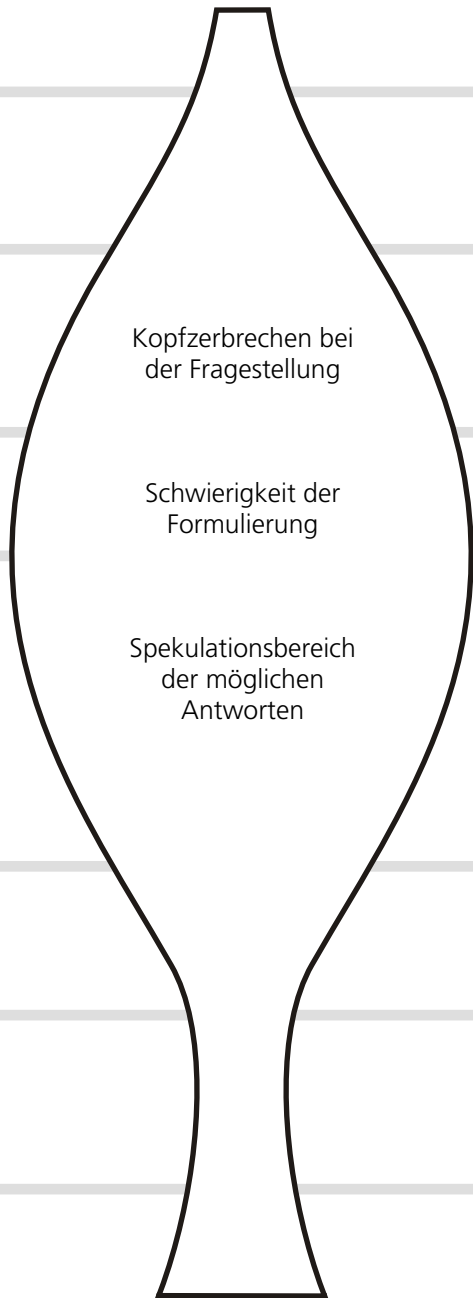 Kopfzerbrechen bei
der Fragestellung
Schwierigkeit der
Formulierung
Spekulationsbereich
der möglichen
Antworten